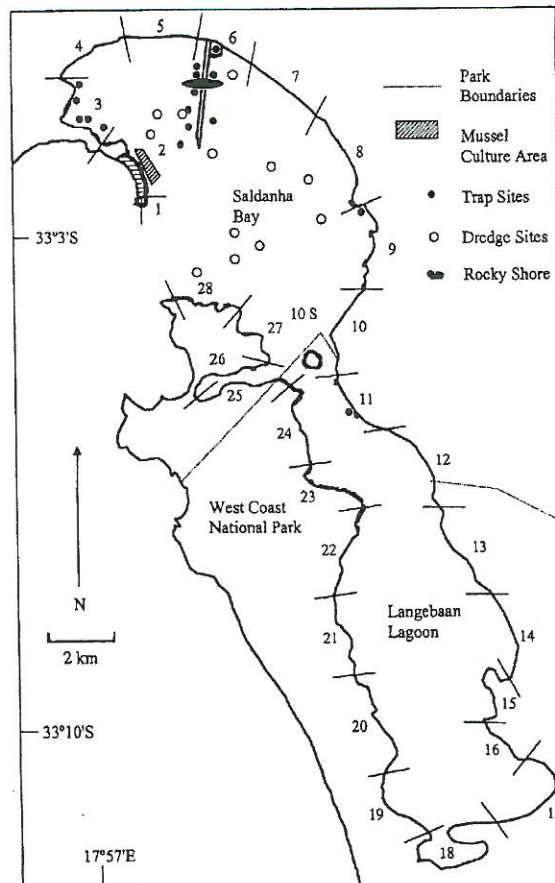 5
6
4
7
3
2
8
1
9
Saldanha
Bay
33°3'S
28
10 S
27
10
26
25
11
24
12
23
West Coast
National Park
22
13
N
2 km
Langebaan
Lagoon
21
14
15
33°10'S
20
16
19
1
18
17°57'E
Park
Boundaries
Mussel
Culture Area
Trap Sites
Dredge Sites
Rocky Shore